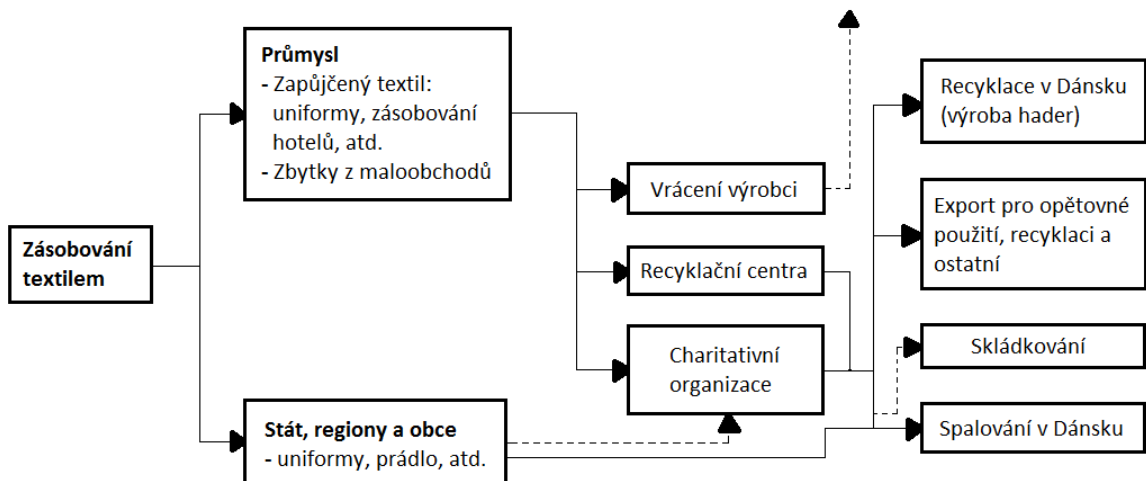 Průmysl
- Zapůjčený textil:
uniformy, zásobování
hotelů, atd.
- Zbytky z maloobchodů
Zásobování
textilem
Stát, regiony a obce
- uniformy, prádlo, atd.
Vrácení výrobci
Recyklační centra
Charitativní
organizace
Recyklace v Dánsku
(výroba hader)
Export pro opětovné
použití, recyklaci a
ostatní
Skládkování
Spalování v Dánsku